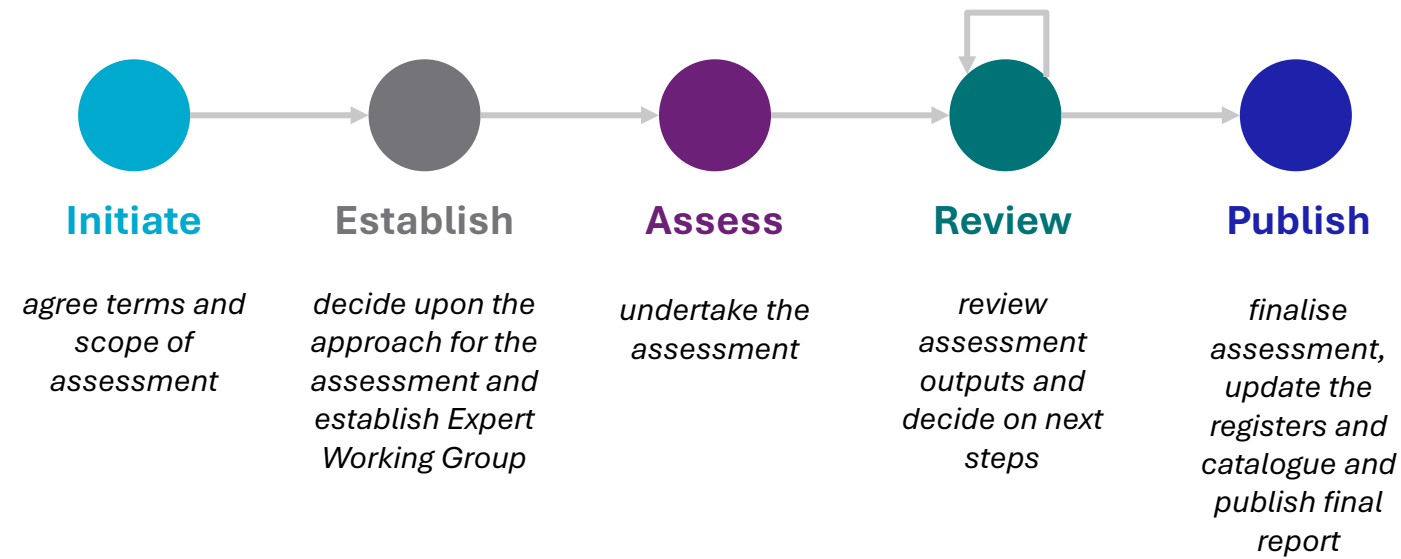 Initiate
agree terms and
scope of
assessment
Establish
decide upon the
approach for the
assessment and
establish Expert
Working Group
Assess
undertake the
assessment
Review
review
assessment
outputs and
decide on next
steps
Publish
finalise
assessment,
update the
registers and
catalogue and
publish final
report